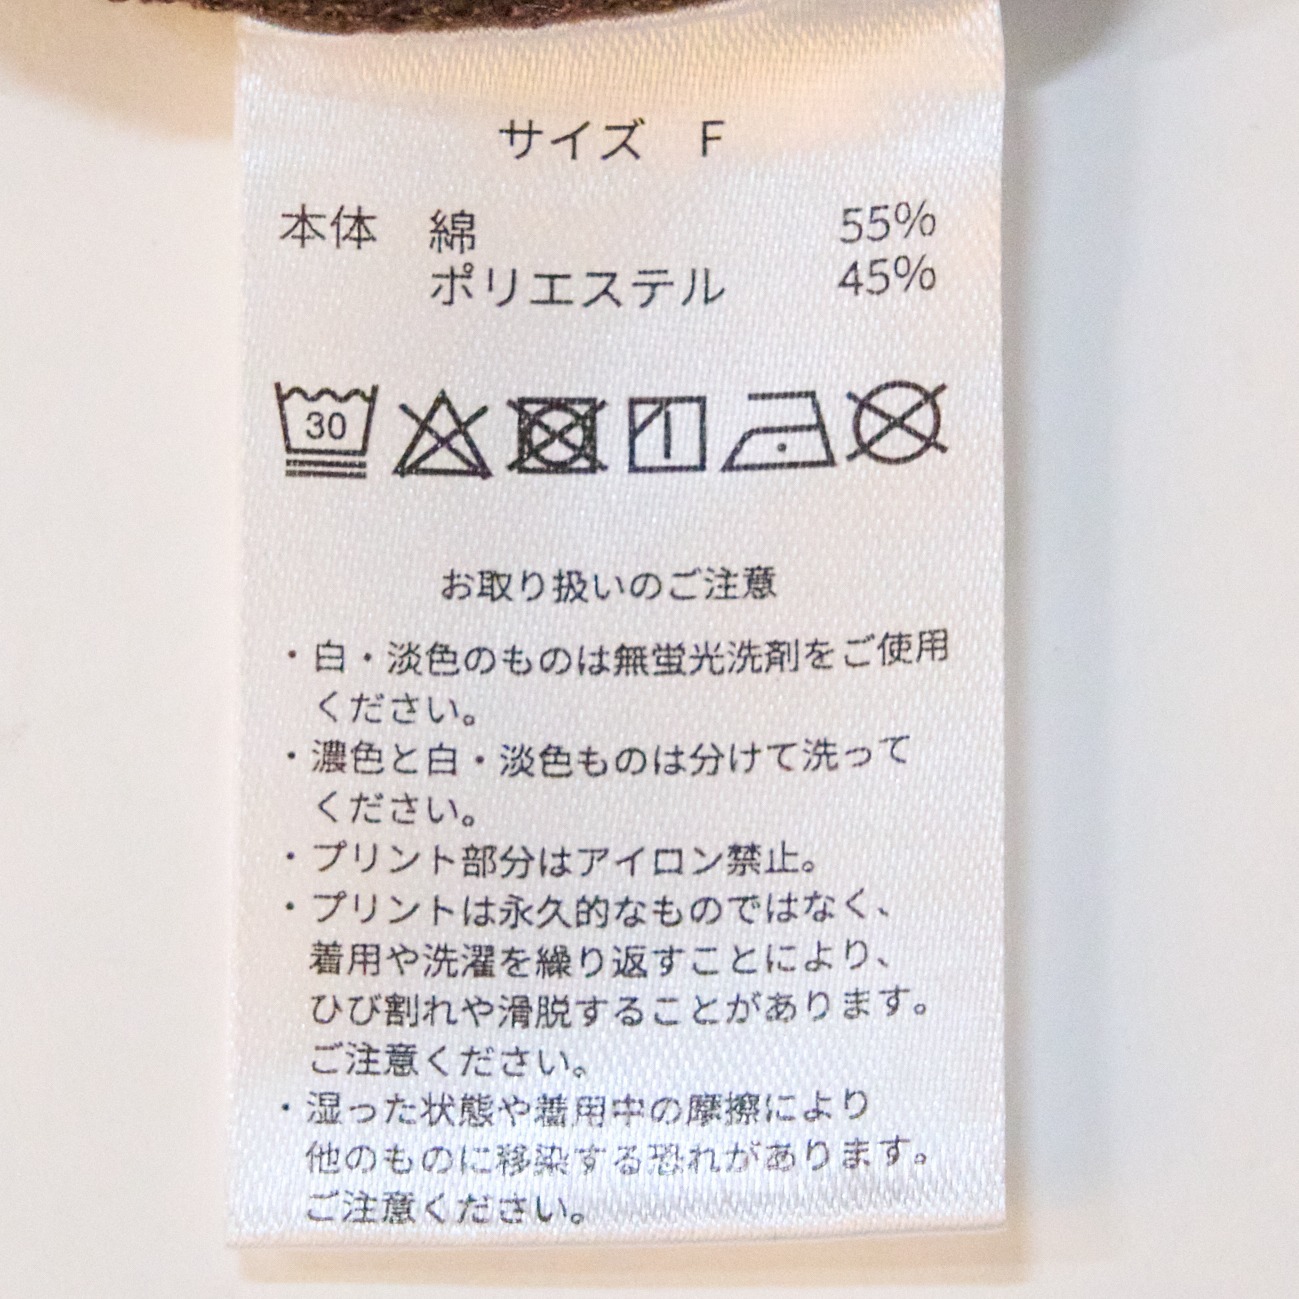 サイズ F
本体 綿 55%
ポリエステル 45%
30
お取り扱いのご注意
・白・淡色のものは無蛍光洗剤をご使用
ください。
・濃色と白・淡色ものは分けて洗って
ください。
・プリント部分はアイロン禁止。
・プリントは永久的なものではなく、
着用や洗濯を繰り返すことにより、
ひび割れや滑脱することがあります。
ご注意ください。
・湿った状態や着用中の摩擦により
他のものに移染する恐れがあります。
ご注意ください。